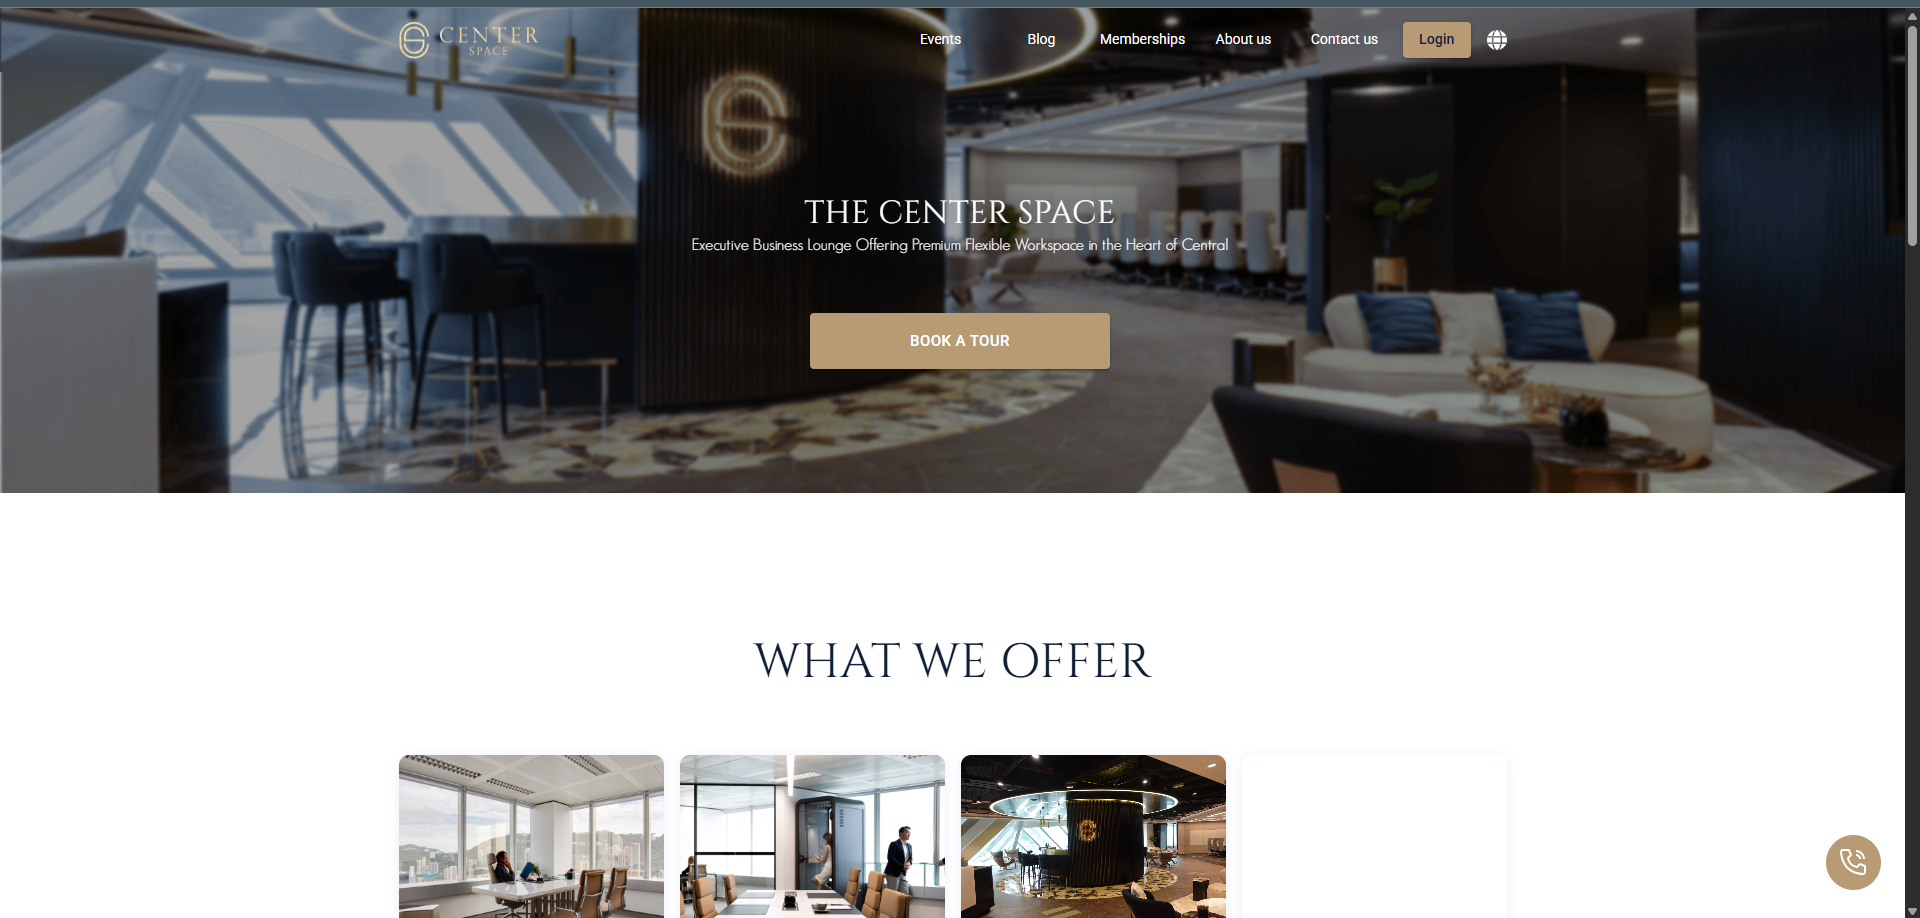 CENTER
SPACE
Events
Blog
Memberships
About us
Contact us
Login
THE CENTER SPACE
Executive Business Lounge Offering Premium Flexible Workspace in the Heart of Central
BOOK A TOUR
WHAT WE OFFER